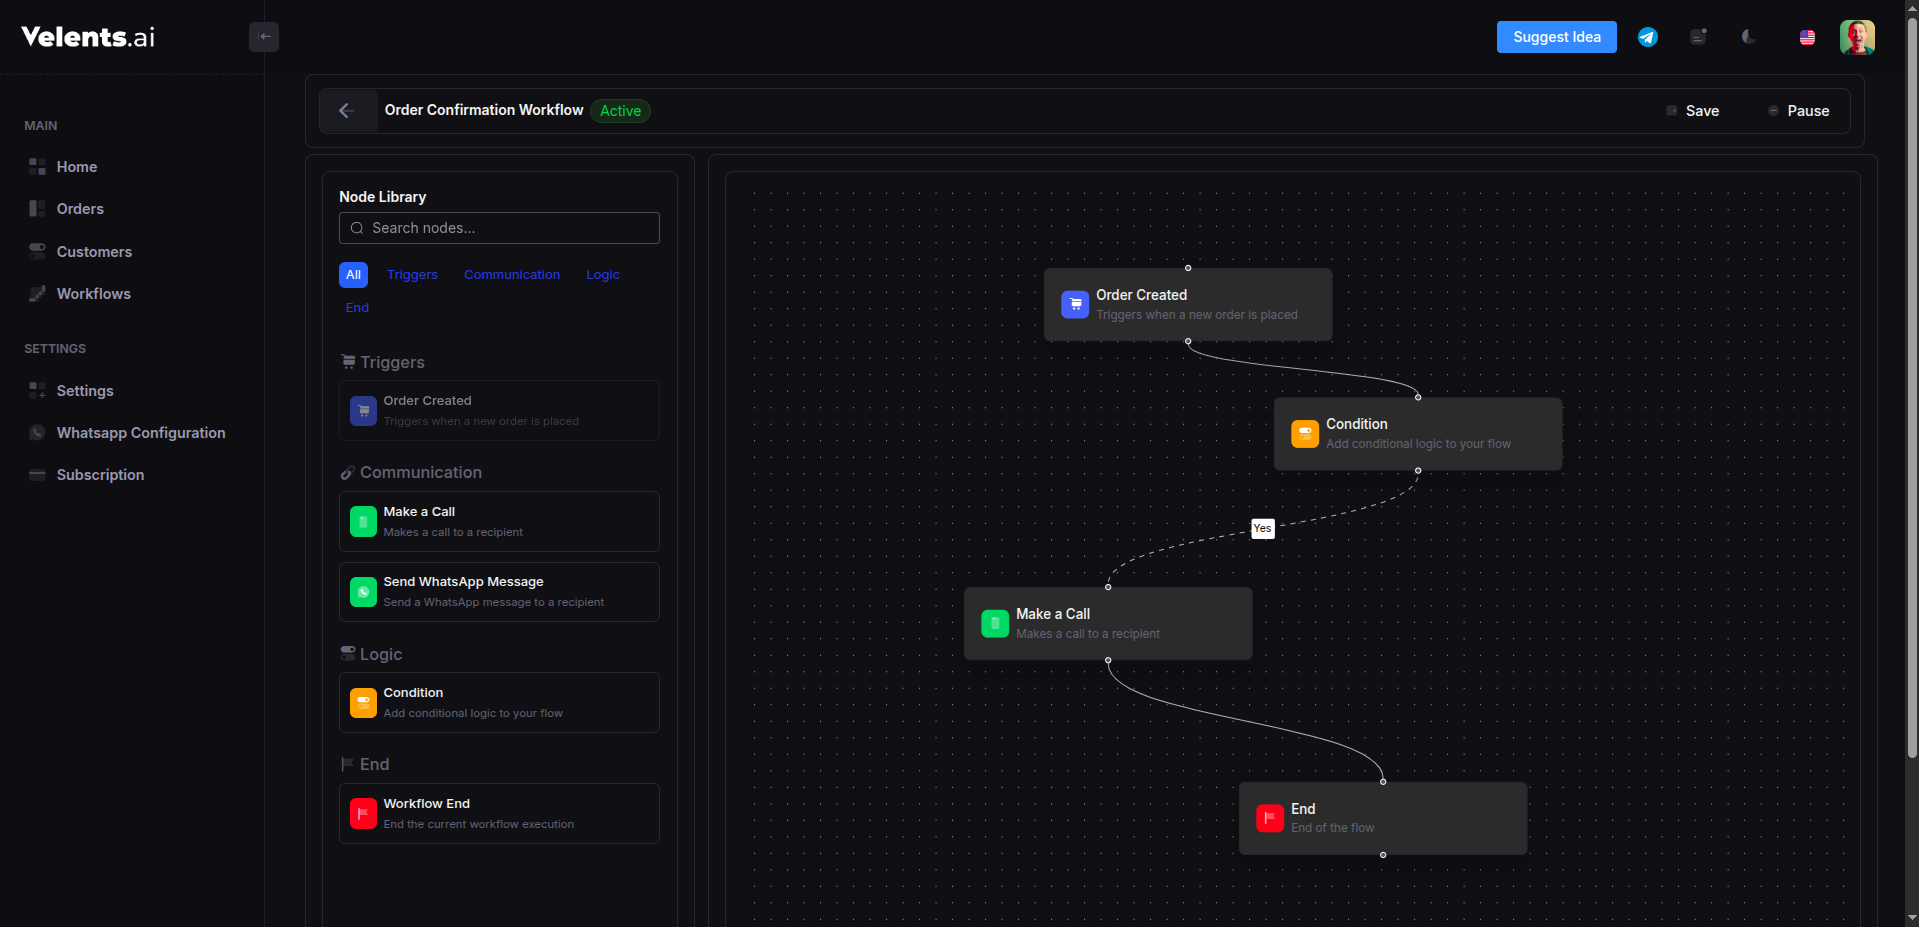 Velents.ai
Suggest Idea
MAIN
Home
Orders
Customers
Workflows
SETTINGS
Settings
Whatsapp Configuration
Subscription
Order Confirmation Workflow Active
Save Pause
Node Library
Search nodes...
All Triggers Communication Logic
End
Triggers
Order Created
Triggers when a new order is placed
Communication
Make a Call
Makes a call to a recipient
Send WhatsApp Message
Send a WhatsApp message to a recipient
Logic
Condition
Add conditional logic to your flow
End
Workflow End
End the current workflow execution
Order Created
Triggers when a new order is placed
Condition
Add conditional logic to your flow
Yes
Make a Call
Makes a call to a recipient
End
End of the flow